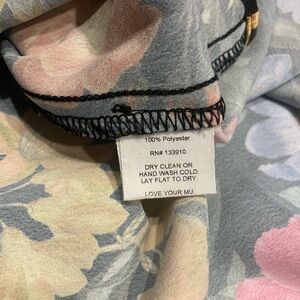 100% Polyester
RN# 133910
DRY CLEAN OR
HAND WASH COLD.
LAY FLAT TO DRY.
LOVE YOUR MU.